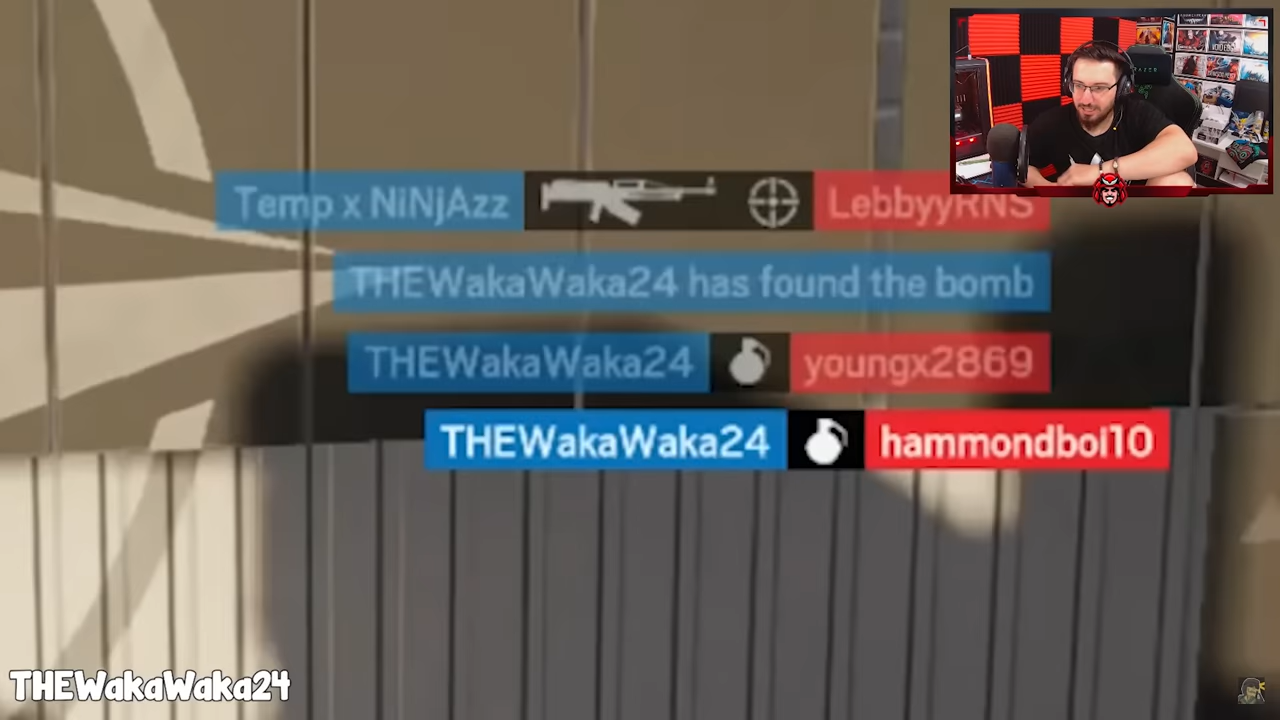 Temp x NiNjAzz LebbyyRNS
THEWakaWaka24 has found the bomb
THEWakaWaka24 youngx2869
THEWakaWaka24 hammondboi10
THEWakaWaka24